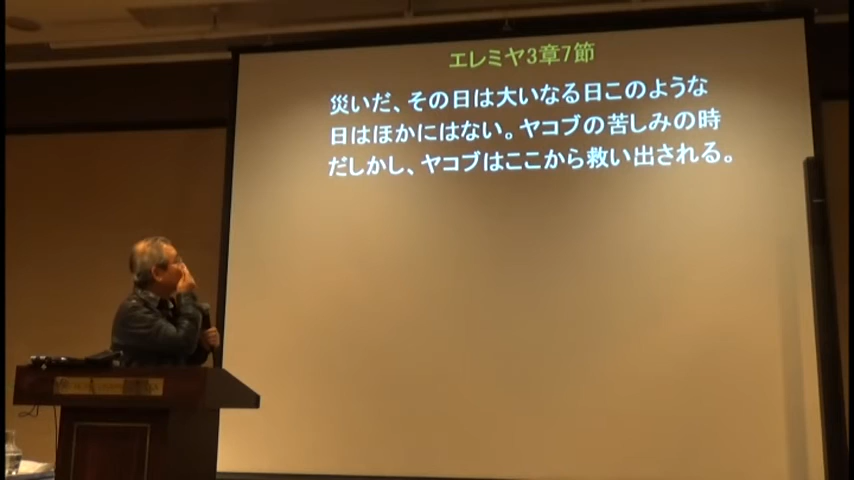 エレミヤ3章7節
災いだ、その日は大いなる日このような
日はほかにはない。ヤコブの苦しみの時
だしかし、ヤコブはここから救い出される。